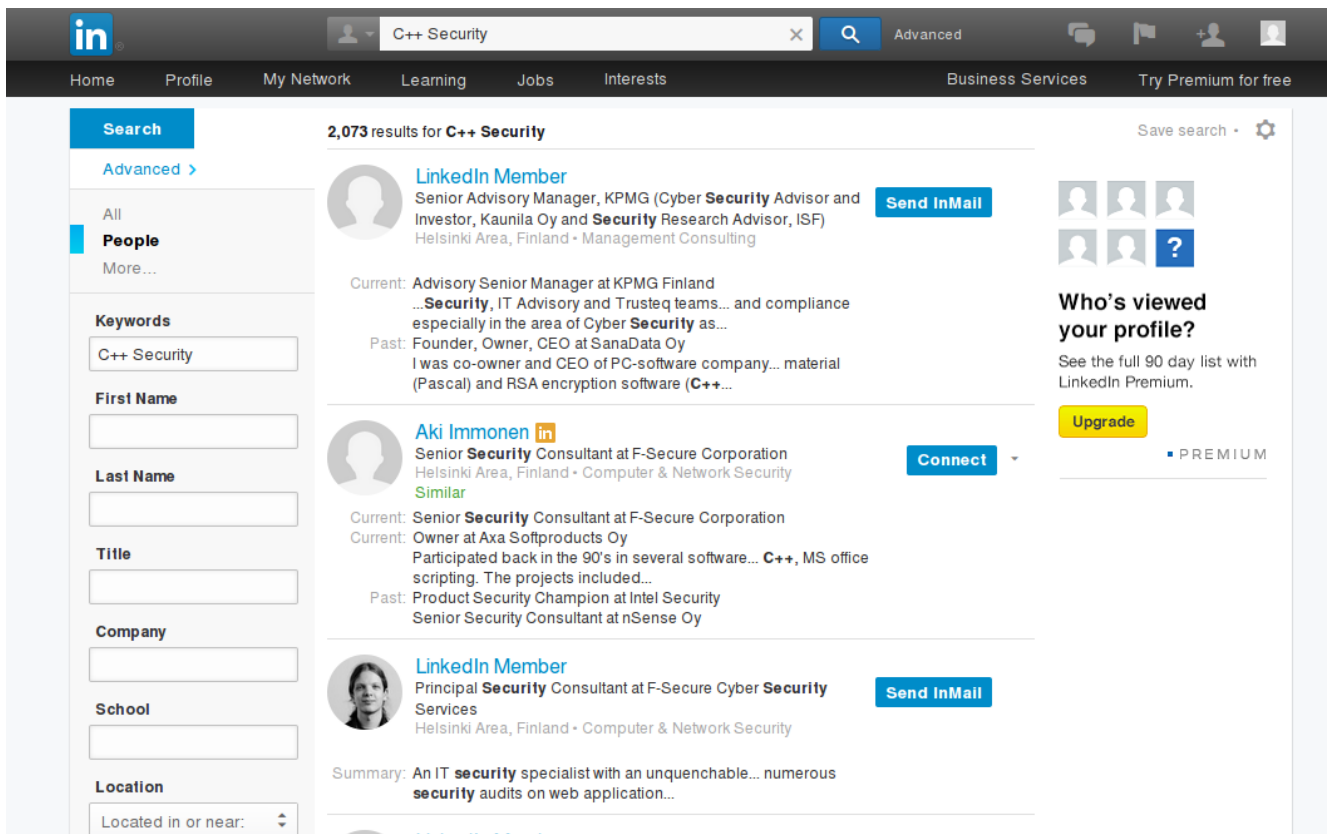 in
C++ Security
Advanced
Home Profile My Network Learning Jobs Interests Business Services Try Premium for free
Search
Advanced >
All
People
More...
Keywords
C++ Security
First Name
Last Name
Title
Company
School
Location
Located in or near:
2,073 results for C++ Security
Save search •
LinkedIn Member
Senior Advisory Manager, KPMG (Cyber Security Advisor and
Investor, Kaunila Oy and Security Research Advisor, ISF)
Helsinki Area, Finland • Management Consulting
Send InMail
Current: Advisory Senior Manager at KPMG Finland
...Security, IT Advisory and Trusteq teams... and compliance
especially in the area of Cyber Security as...
Past: Founder, Owner, CEO at SanaData Oy
I was co-owner and CEO of PC-software company... material
(Pascal) and RSA encryption software (C++...
Aki Immonen in
Senior Security Consultant at F-Secure Corporation
Helsinki Area, Finland • Computer & Network Security
Similar
Connect
Current: Senior Security Consultant at F-Secure Corporation
Current: Owner at Axa Softproducts Oy
Participated back in the 90's in several software... C++, MS office
scripting. The projects included...
Past: Product Security Champion at Intel Security
Senior Security Consultant at nSense Oy
LinkedIn Member
Principal Security Consultant at F-Secure Cyber Security
Services
Helsinki Area, Finland • Computer & Network Security
Send InMail
Summary: An IT security specialist with an unquenchable... numerous
security audits on web application...
?
Who's viewed
your profile?
See the full 90 day list with
LinkedIn Premium.
Upgrade
PREMIUM